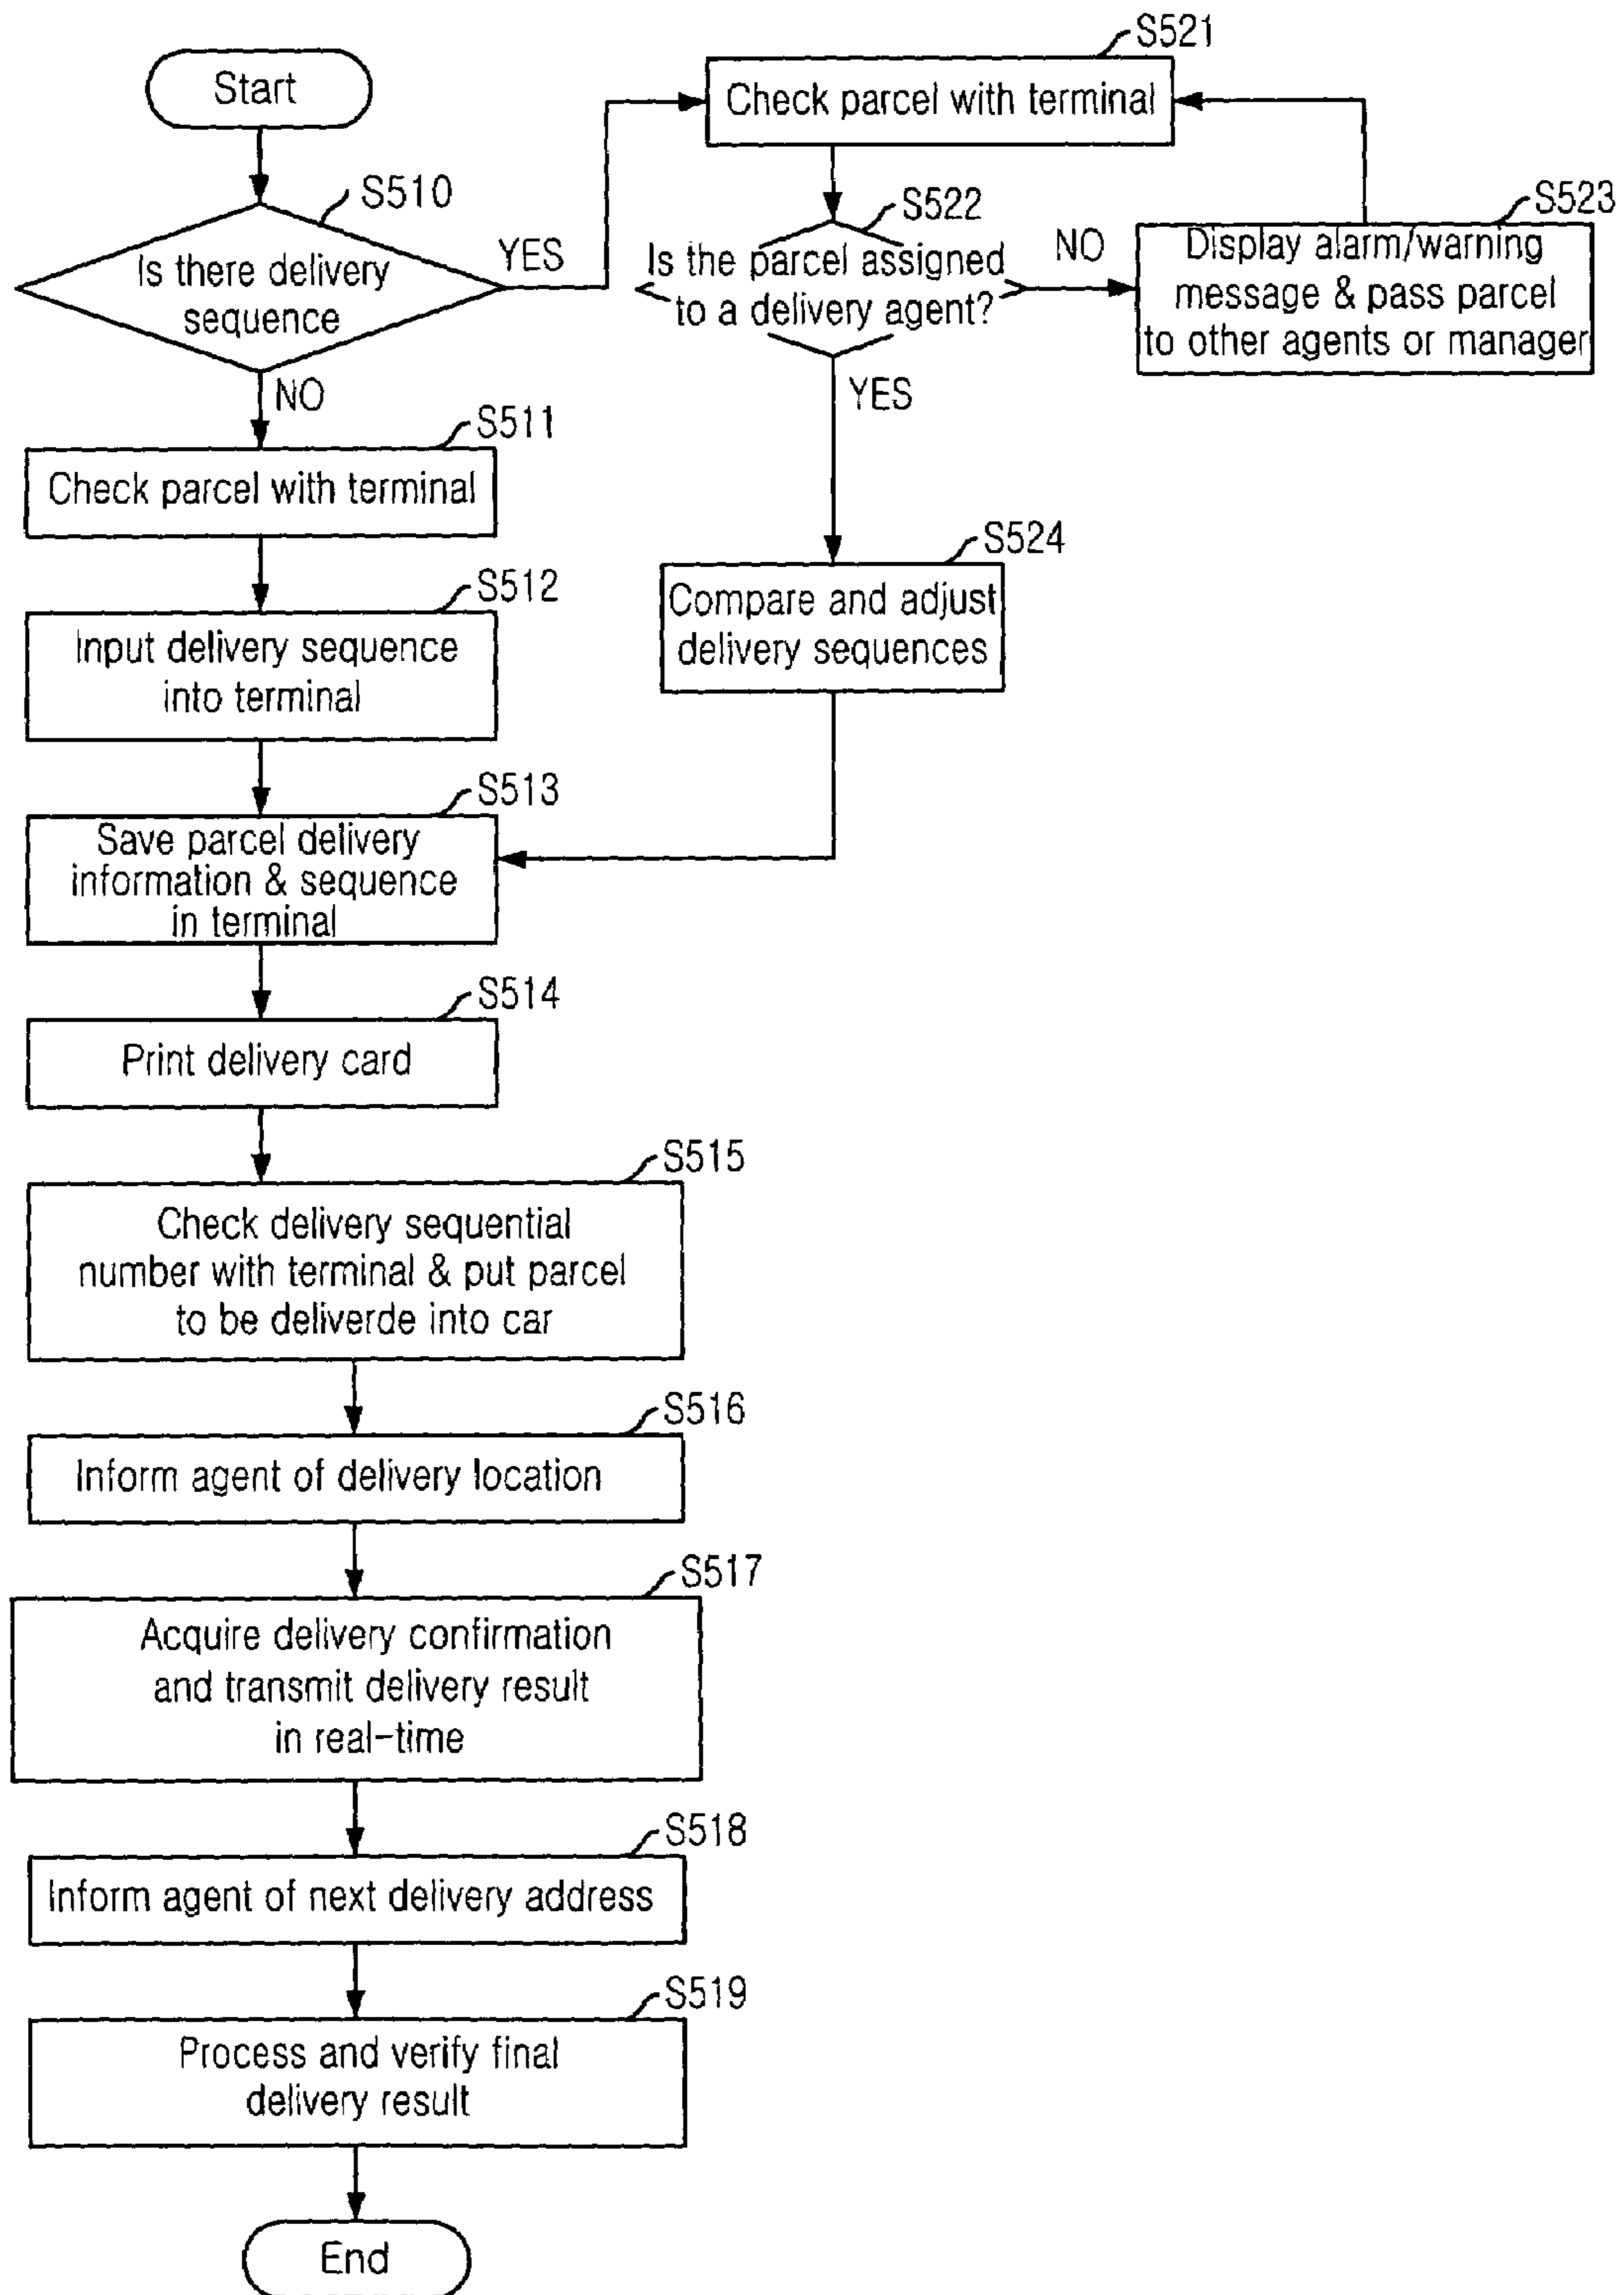 Start
S510
Is there delivery
sequence
YES
NO
S511
Check parcel with terminal
S512
Input delivery sequence
into terminal
S513
Save parcel delivery
information & sequence
in terminal
S514
Print delivery card
S515
Check delivery sequential
number with terminal & put parcel
to be deliverde into car
S516
Inform agent of delivery location
S517
Acquire delivery confirmation
and transmit delivery result
in real-time
S518
Inform agent of next delivery address
S519
Process and verify final
delivery result
End
S521
Check parcel with terminal
S522
Is the parcel assigned
to a delivery agent?
NO
YES
S523
Display alarm/warning
message & pass parcel
to other agents or manager
S524
Compare and adjust
delivery sequences